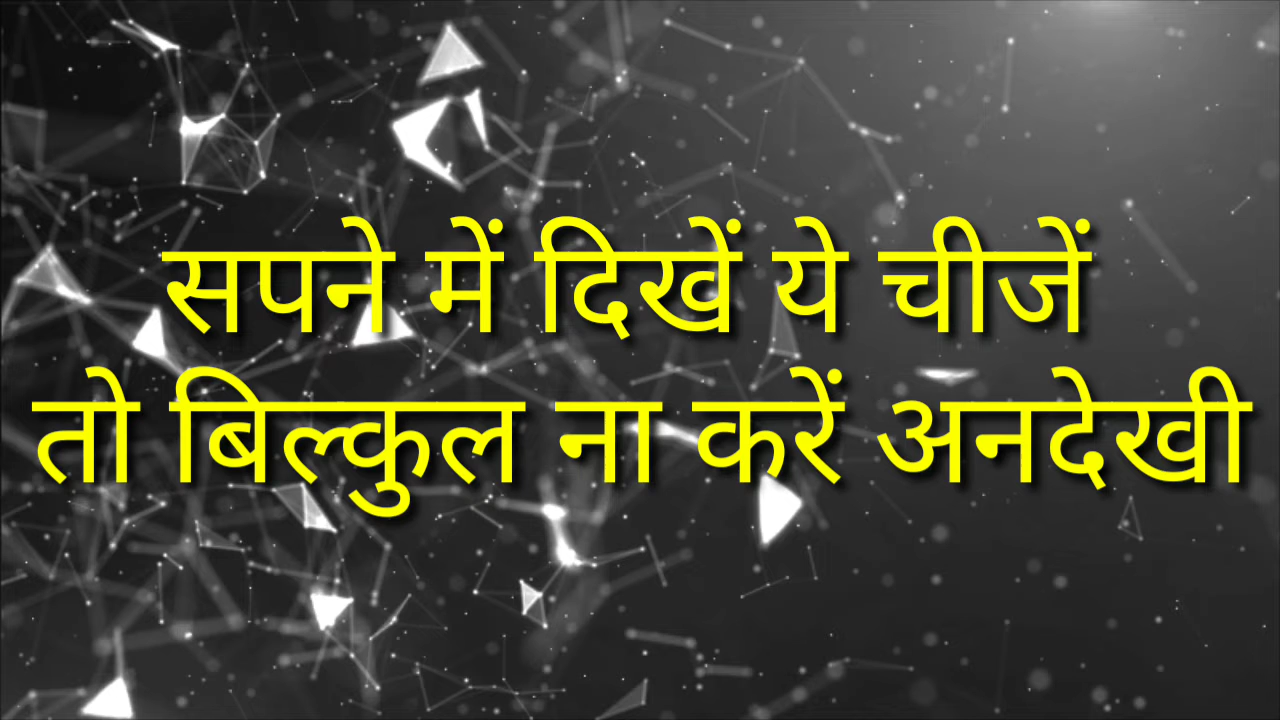 सपने में दिखें ये चीजें
तो बिल्कुल ना करें अनदेखी